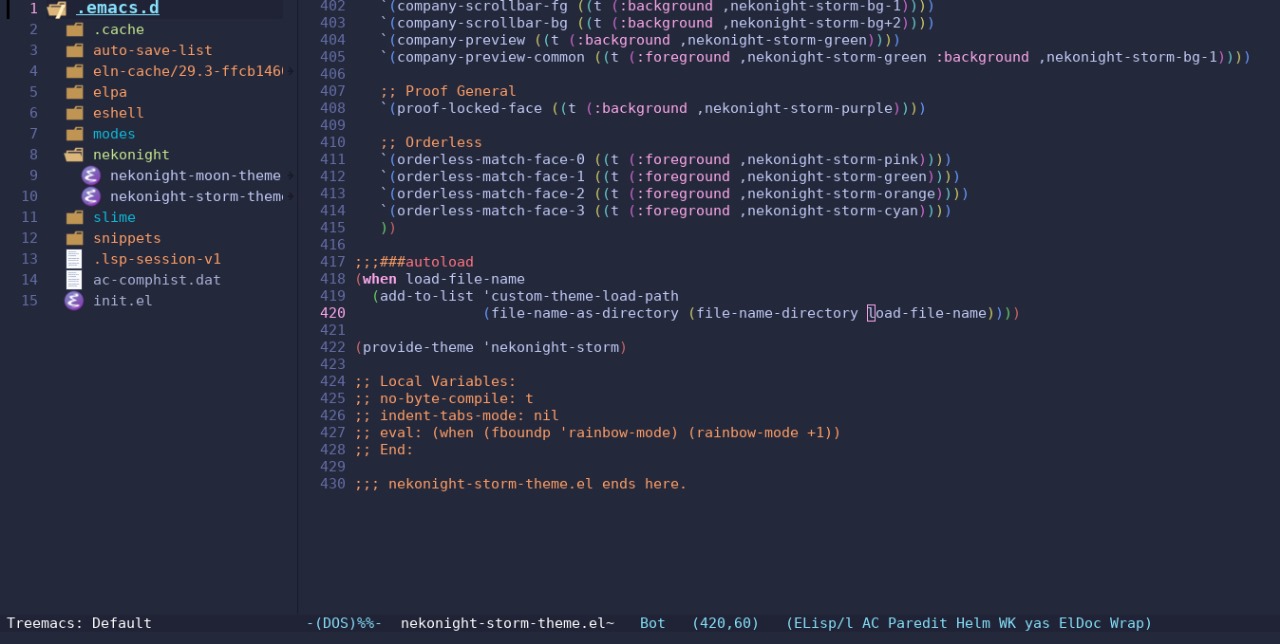 1 .emacs.d
2 .cache
3 auto-save-list
4 eln-cache/29.3-ffcb146
5 elpa
6 eshell
7 modes
8 nekonight
9 nekonight-moon-theme
10 nekonight-storm-them
11 slime
12 snippets
13 .lsp-session-v1
14 ac-comphist.dat
15 init.el
402 `(company-scrollbar-fg ((t (:background ,nekonight-storm-bg-1))))
403 `(company-scrollbar-bg ((t (:background ,nekonight-storm-bg+2))))
404 `(company-preview ((t (:background ,nekonight-storm-green))))
405 `(company-preview-common ((t (:foreground ,nekonight-storm-green :background ,nekonight-storm-bg-1))))
406
407 ;; Proof General
408 `(proof-locked-face ((t (:background ,nekonight-storm-purple))))
409
410 ;; Orderless
411 `(orderless-match-face-0 ((t (:foreground ,nekonight-storm-pink))))
412 `(orderless-match-face-1 ((t (:foreground ,nekonight-storm-green))))
413 `(orderless-match-face-2 ((t (:foreground ,nekonight-storm-orange))))
414 `(orderless-match-face-3 ((t (:foreground ,nekonight-storm-cyan))))
415 ))
416
417 ;;;###autoload
418 (when load-file-name
419 (add-to-list 'custom-theme-load-path
420 (file-name-as-directory (file-name-directory load-file-name))))
421
422 (provide-theme 'nekonight-storm)
423
424 ;; Local Variables:
425 ;; no-byte-compile: t
426 ;; indent-tabs-mode: nil
427 ;; eval: (when (fboundp 'rainbow-mode) (rainbow-mode +1))
428 ;; End:
429
430 ;;; nekonight-storm-theme.el ends here.
Treemacs: Default
-(DOS)%%- nekonight-storm-theme.el~ Bot (420,60) (ELisp/l AC Paredit Helm WK yas ElDoc Wrap)